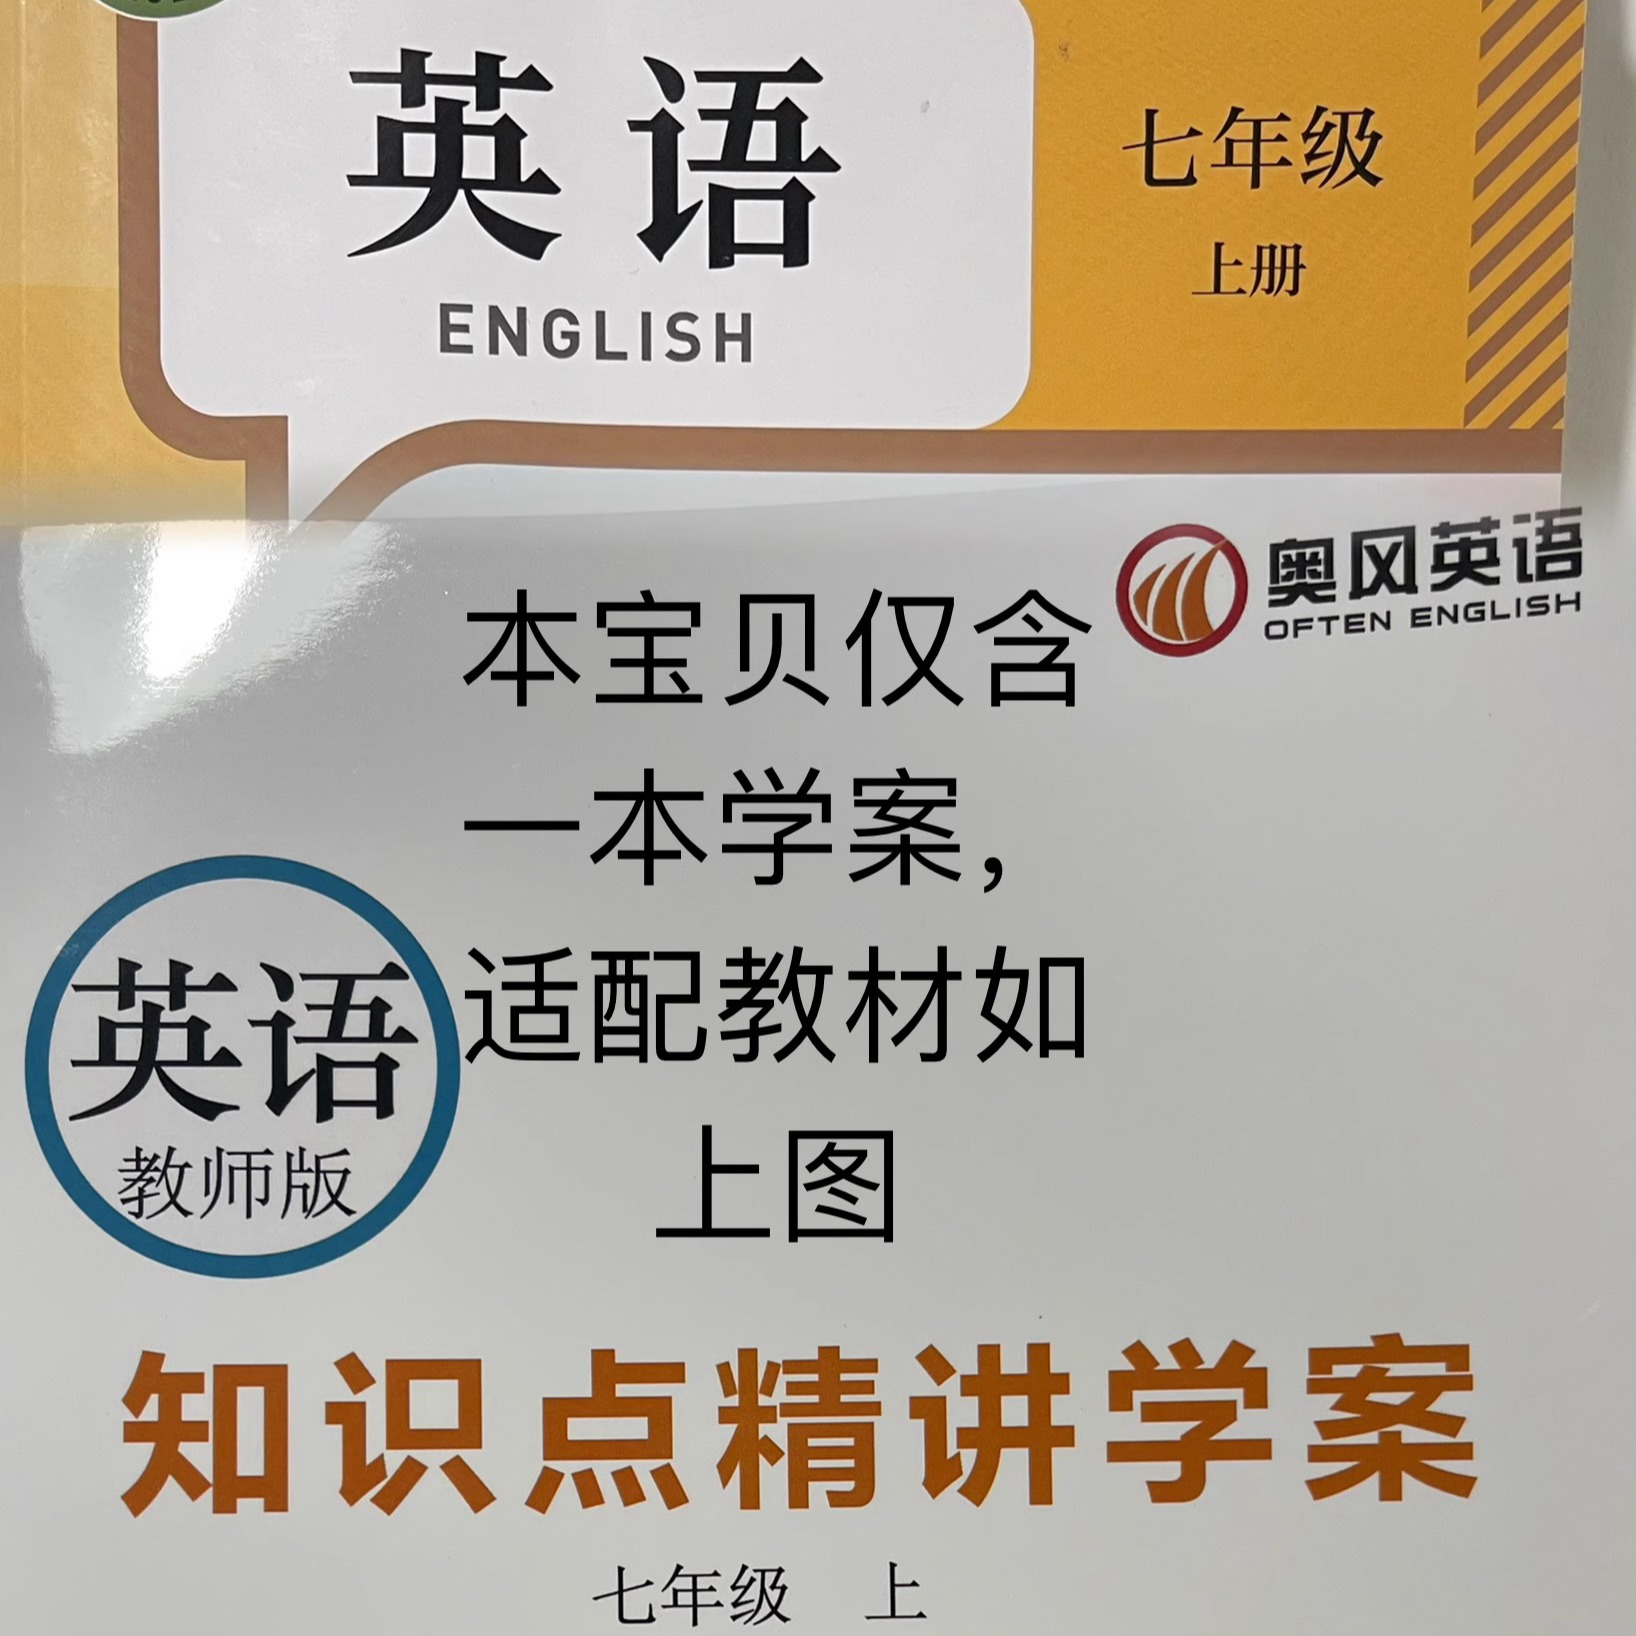 英语
ENGLISH
七年级
上册
奥风英语
OFTEN ENGLISH
本宝贝仅含
一本学案，
适配教材如
上图
英语
教师版
知识点精讲学案
七年级 上